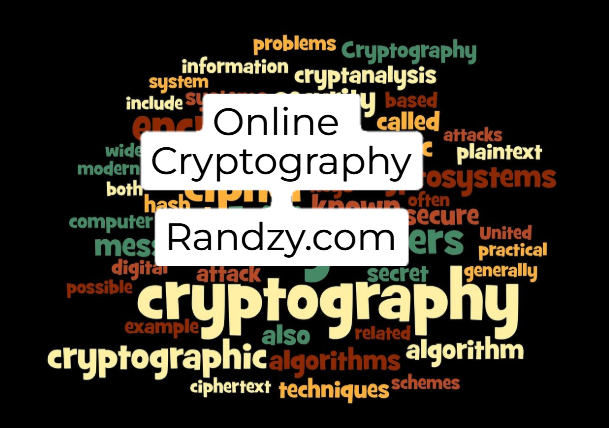 problems Cryptography
information cryptanalysis
system
include based
Online called
Cryptography attacks
wide plaintext
modern
both often
hash known secure
computer United
Randzy.com practical
digital attack secret generally
possible
cryptography
example also related
cryptographic algorithms algorithm
ciphertext techniques schemes